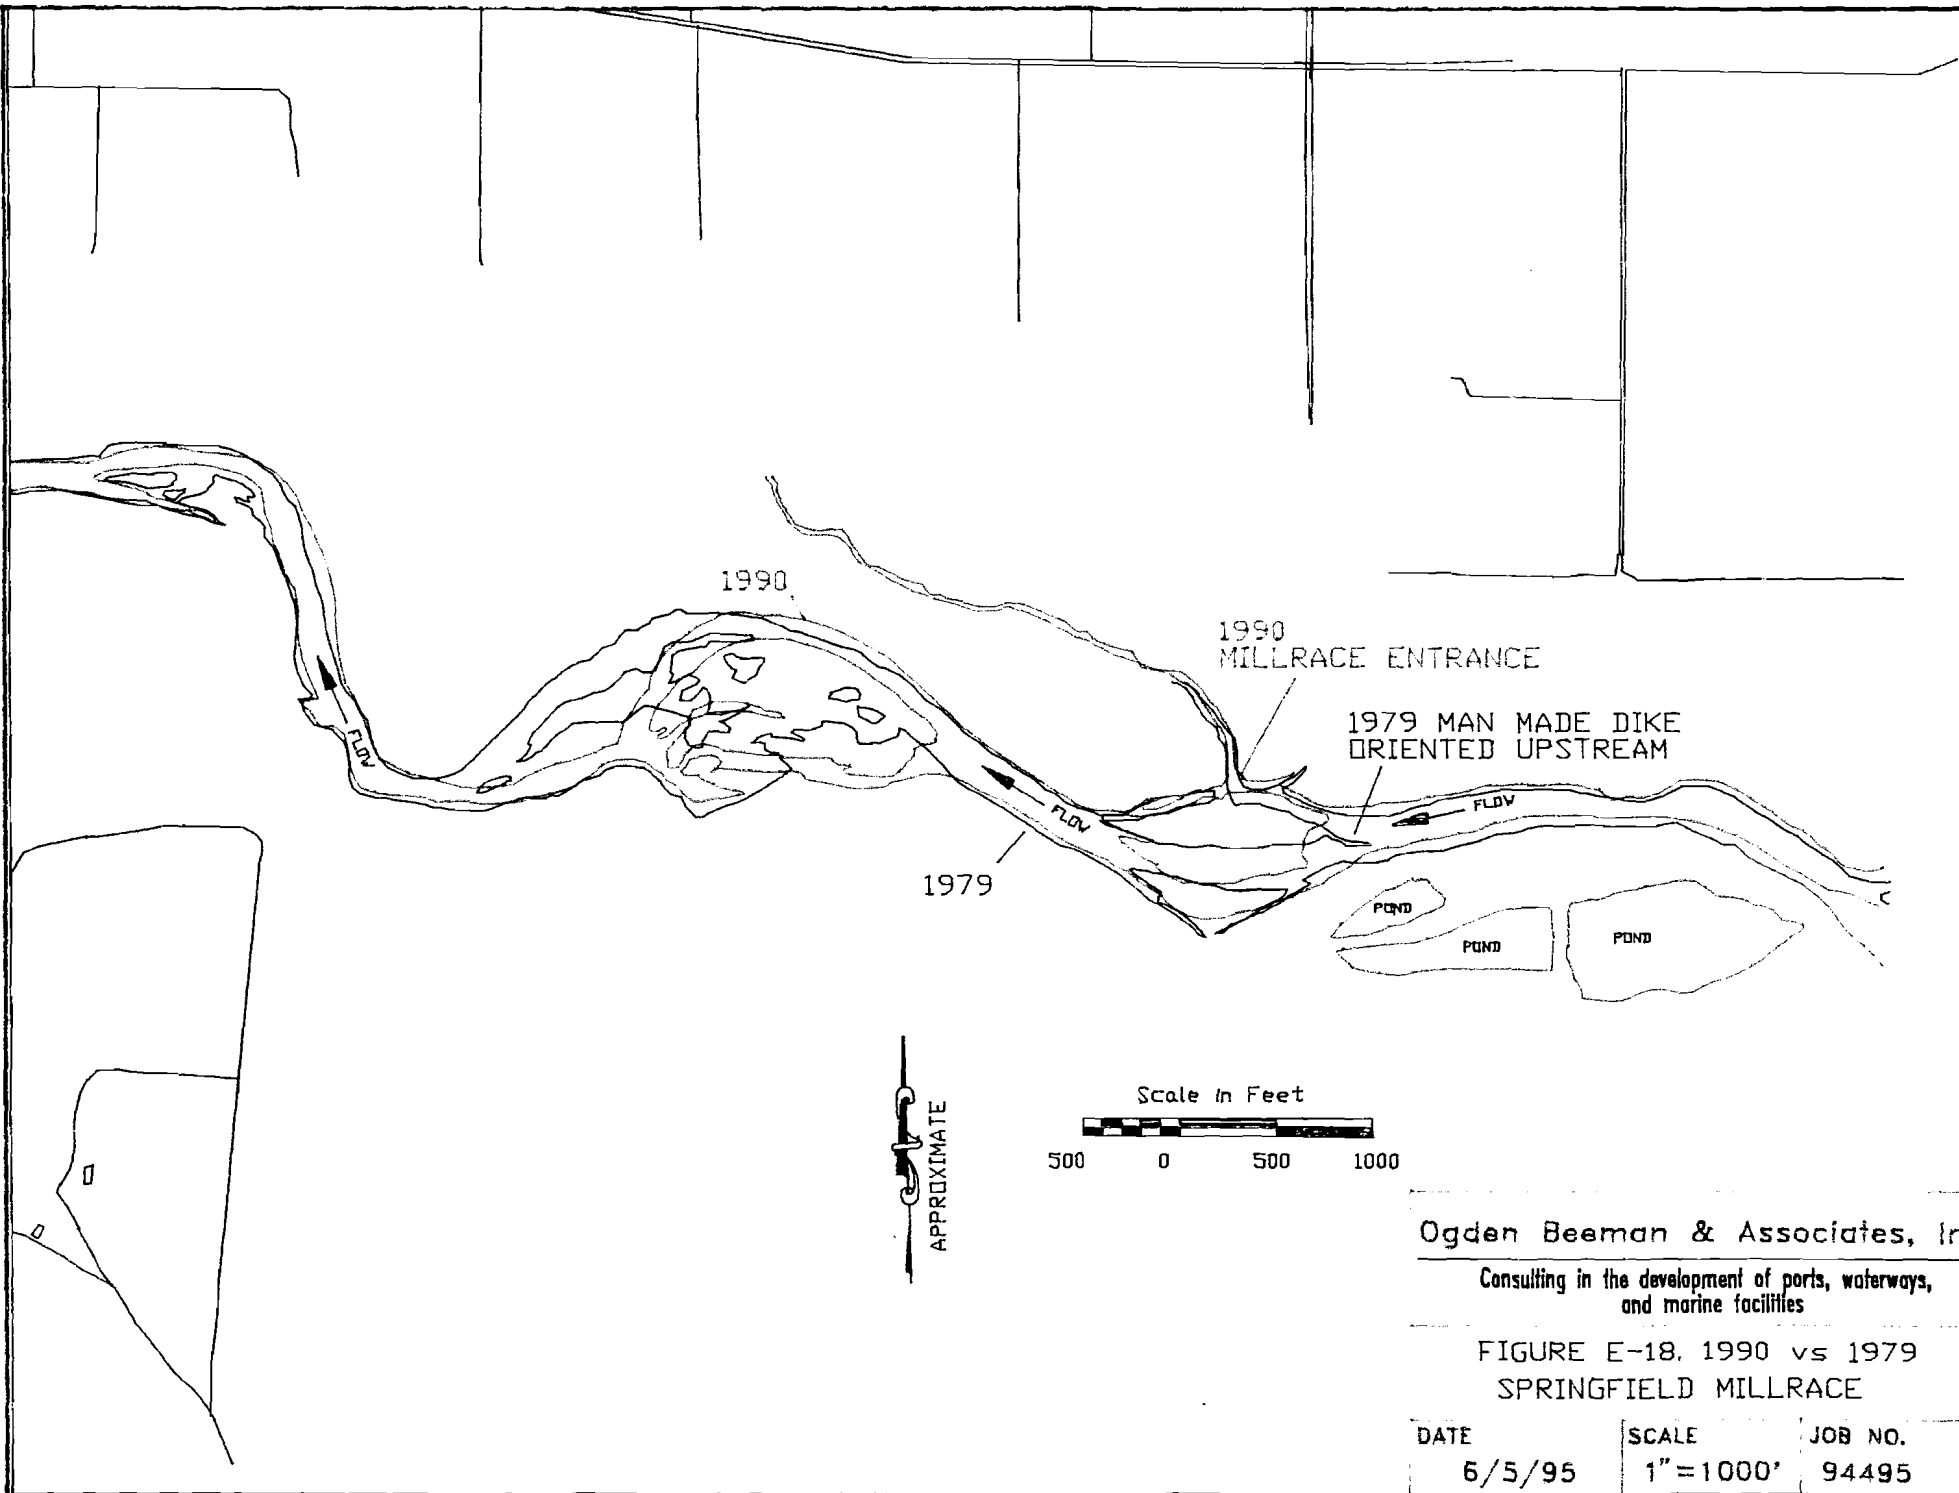 1990
1990
MILLRACE ENTRANCE
1979 MAN MADE DIKE
ORIENTED UPSTREAM
FLOW
FLOW
FLOW
1979
POND
POND
POND
APPROXIMATE
Scale in Feet
500 0 500 1000
Ogden Beeman & Associates,
Consulting in the development of ports, waterways,
and marine facilities
FIGURE E-18. 1990 vs 1979
SPRINGFIELD MILLRACE
DATE SCALE JOB NO.
6/5/95 1"=1000' 94495